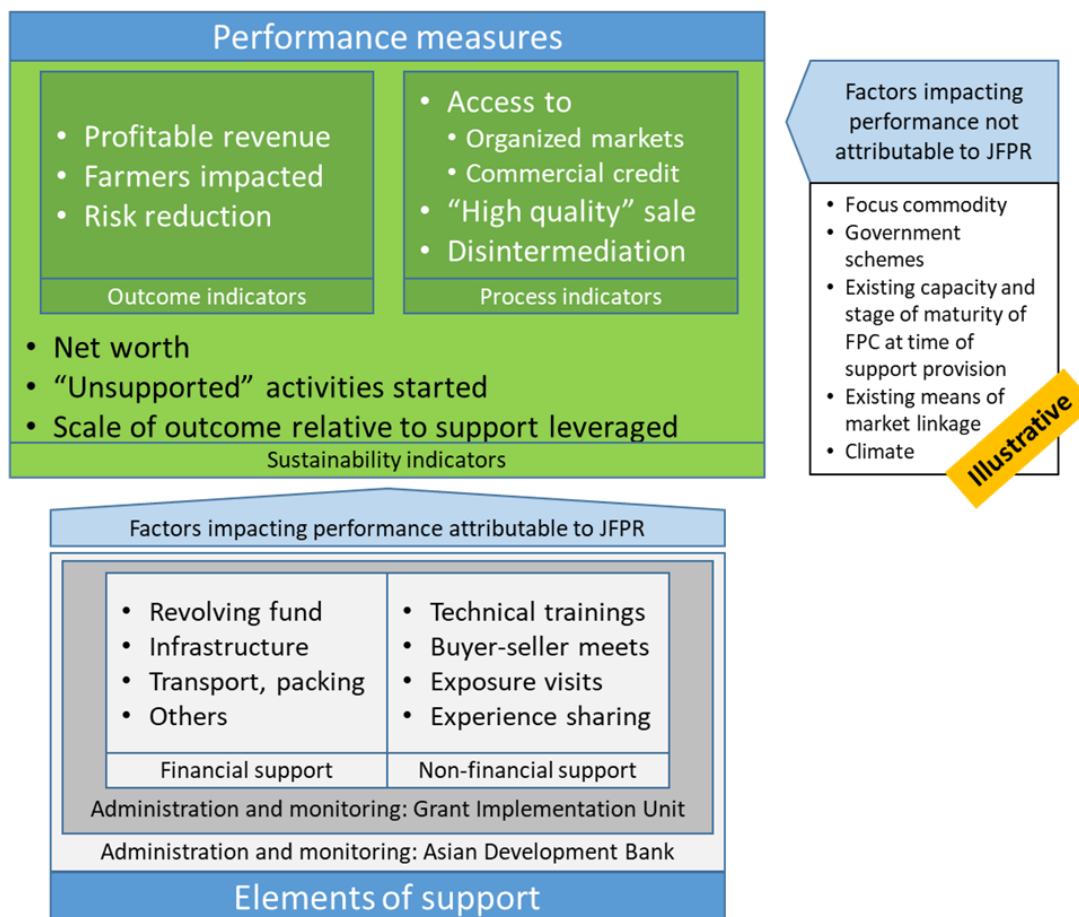 Performance measures
• Profitable revenue
• Farmers impacted
• Risk reduction
Outcome indicators
• Access to
• Organized markets
• Commercial credit
• “High quality” sale
• Disintermediation
Process indicators
• Net worth
• “Unsupported” activities started
• Scale of outcome relative to support leveraged
Sustainability indicators
Factors impacting
performance not
attributable to JFPR
• Focus commodity
• Government
schemes
• Existing capacity and
stage of maturity of
FPC at time of
support provision
• Existing means of
market linkage
• Climate
Illustrative
Factors impacting performance attributable to JFPR
• Revolving fund
• Infrastructure
• Transport, packing
• Others
Financial support
• Technical trainings
• Buyer-seller meets
• Exposure visits
• Experience sharing
Non-financial support
Administration and monitoring: Grant Implementation Unit
Administration and monitoring: Asian Development Bank
Elements of support